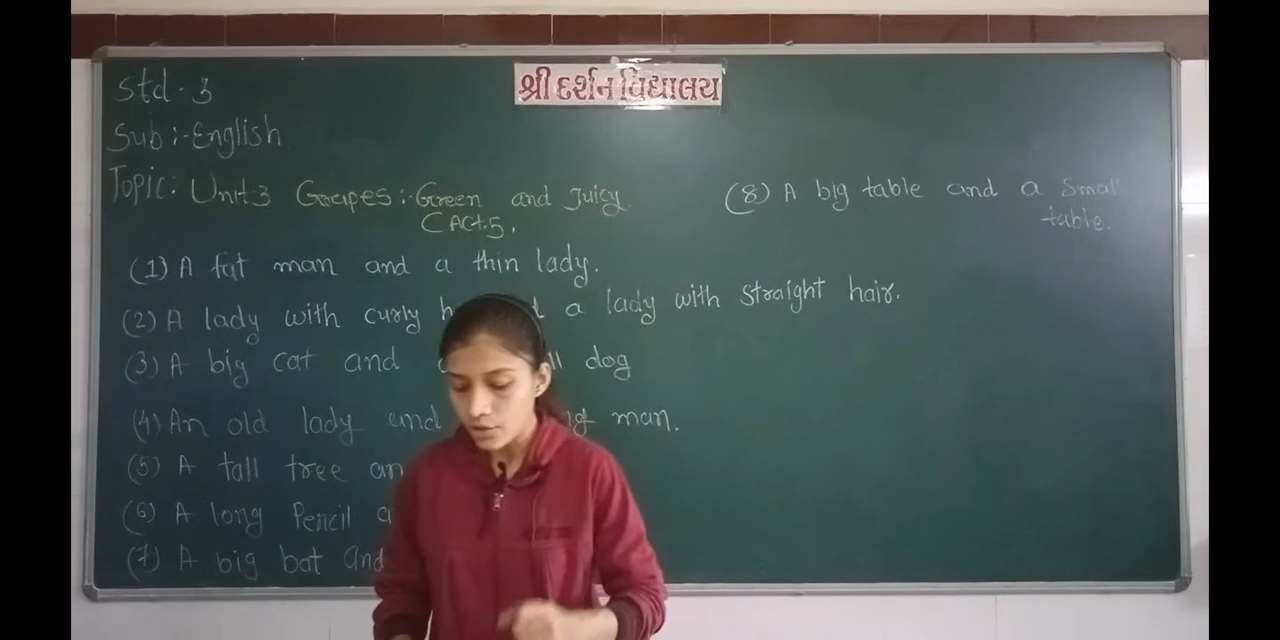 શ્રી દર્શન વિદ્યાલય
Std - 3
Sub :- English
Topic: Unit:3 Grapes :- Green and Juicy.
C Act.5.
(1) A fat man and a thin lady.
(2) A lady with curly a lady with straight hair.
(3) A big cat and dog
(4) An old lady and man.
(5) A tall tree
(6) A long Pencil
(7) A big bat and
(8) A big table and a Small
table.